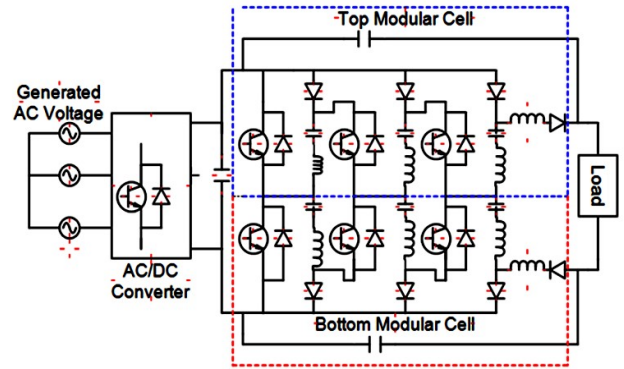 Top Modular Cell
Generated
AC Voltage
Load
AC/DC
Converter
Bottom Modular Cell